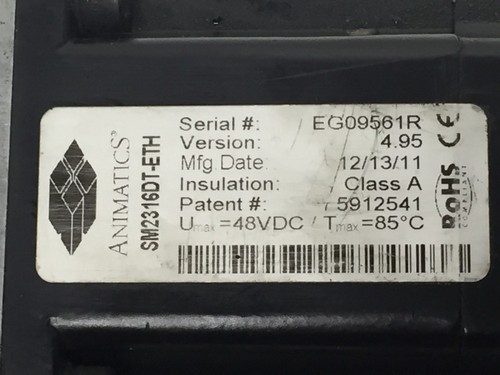 ANIMATICS®
SM2316DT-ETH
Serial #: EG09561R
Version: 4.95
Mfg. Date: 12/13/11
Insulation: Class A
Patent #: 5912541
Umax=48VDC / Tmax=85°C
RoHS
COMPLIANT
CE